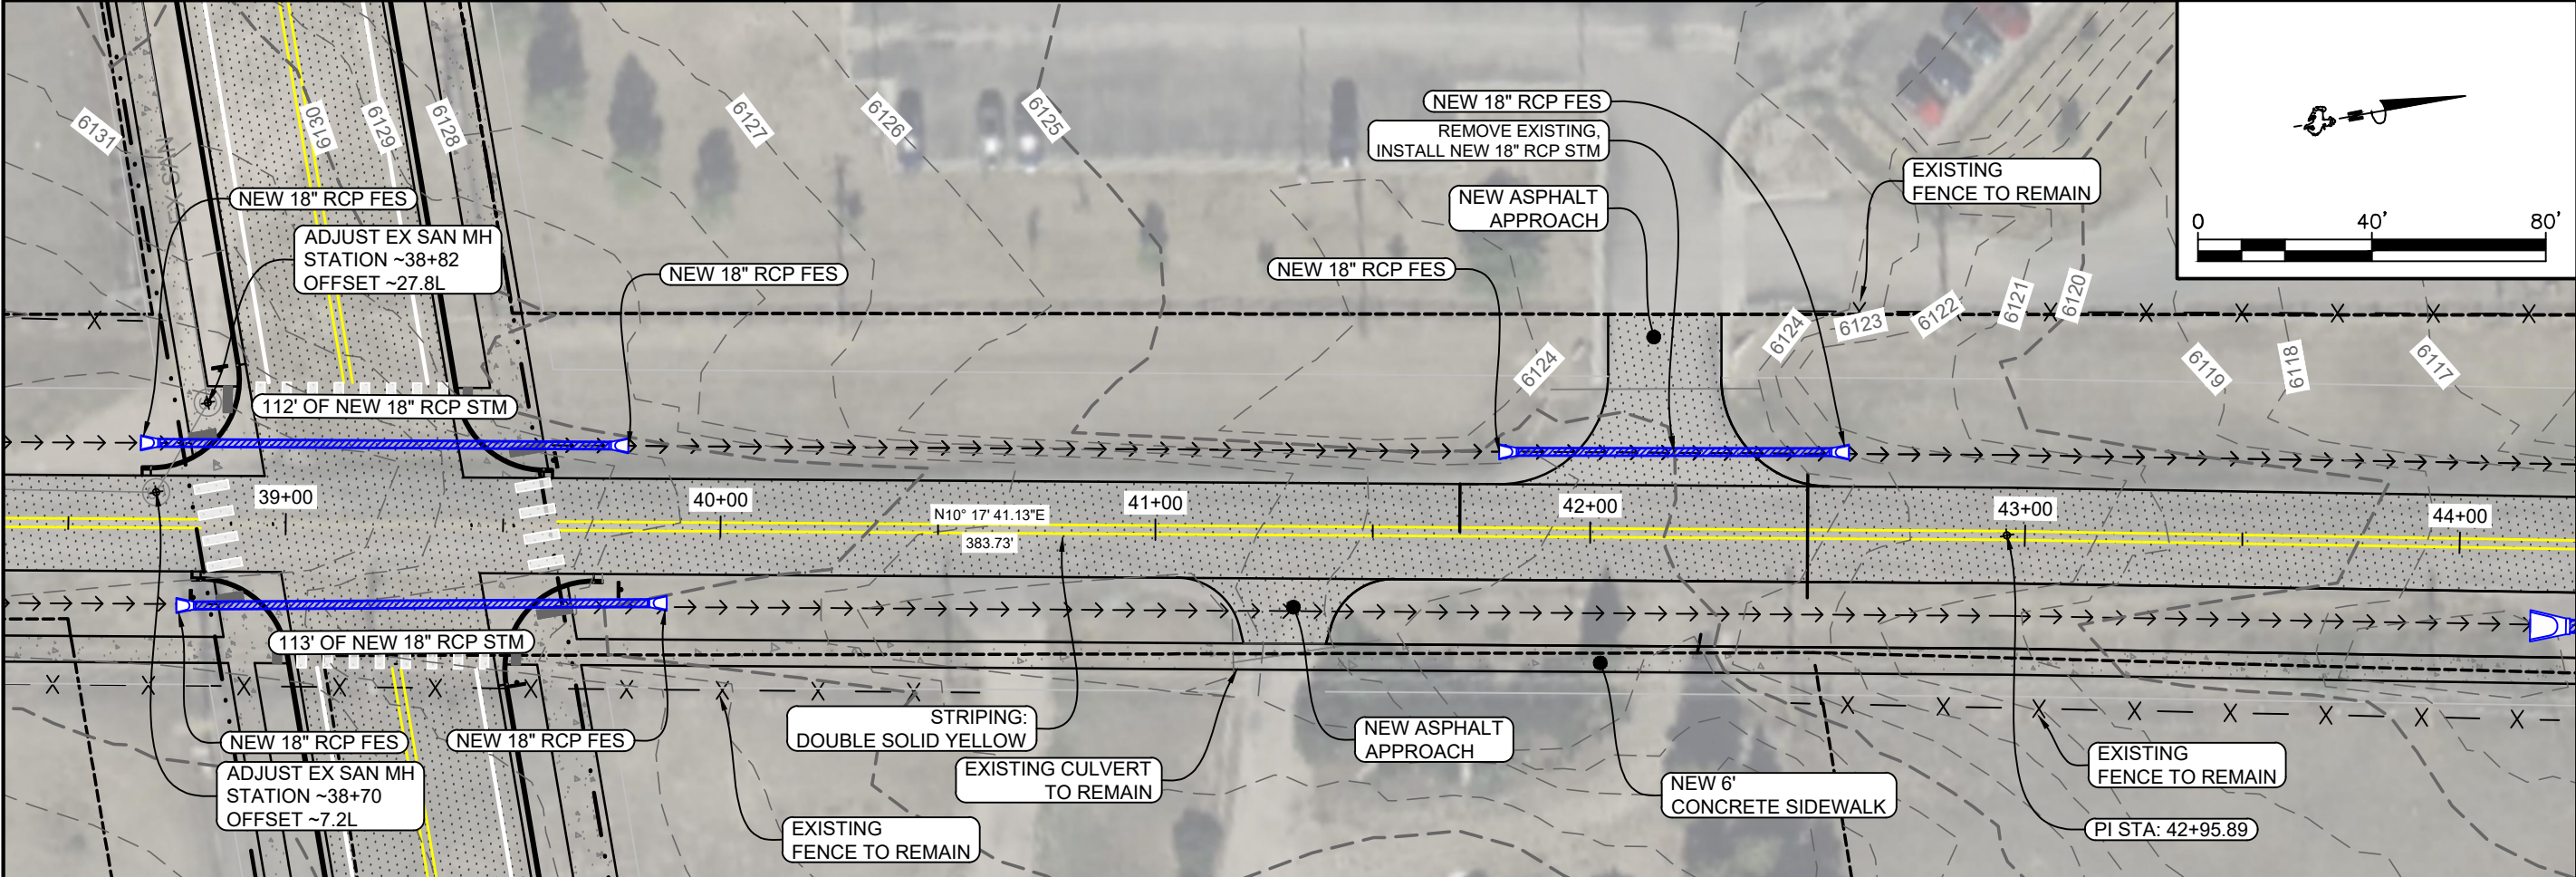 6131
6130
6129
6128
6127
6126
6125
NEW 18" RCP FES
REMOVE EXISTING,
INSTALL NEW 18" RCP STM
NEW ASPHALT
APPROACH
EXISTING
FENCE TO REMAIN
N
0
40'
80'
EX SAN
NEW 18" RCP FES
ADJUST EX SAN MH
STATION ~38+82
OFFSET ~27.8L
NEW 18" RCP FES
NEW 18" RCP FES
6124
6124
6123
6122
6121
6120
6119
6118
6117
112' OF NEW 18" RCP STM
39+00
40+00
N10° 17' 41.13"E
383.73'
41+00
42+00
43+00
44+00
113' OF NEW 18" RCP STM
NEW 18" RCP FES
ADJUST EX SAN MH
STATION ~38+70
OFFSET ~7.2L
NEW 18" RCP FES
STRIPING:
DOUBLE SOLID YELLOW
EXISTING CULVERT
TO REMAIN
EXISTING
FENCE TO REMAIN
NEW ASPHALT
APPROACH
NEW 6'
CONCRETE SIDEWALK
EXISTING
FENCE TO REMAIN
PI STA: 42+95.89